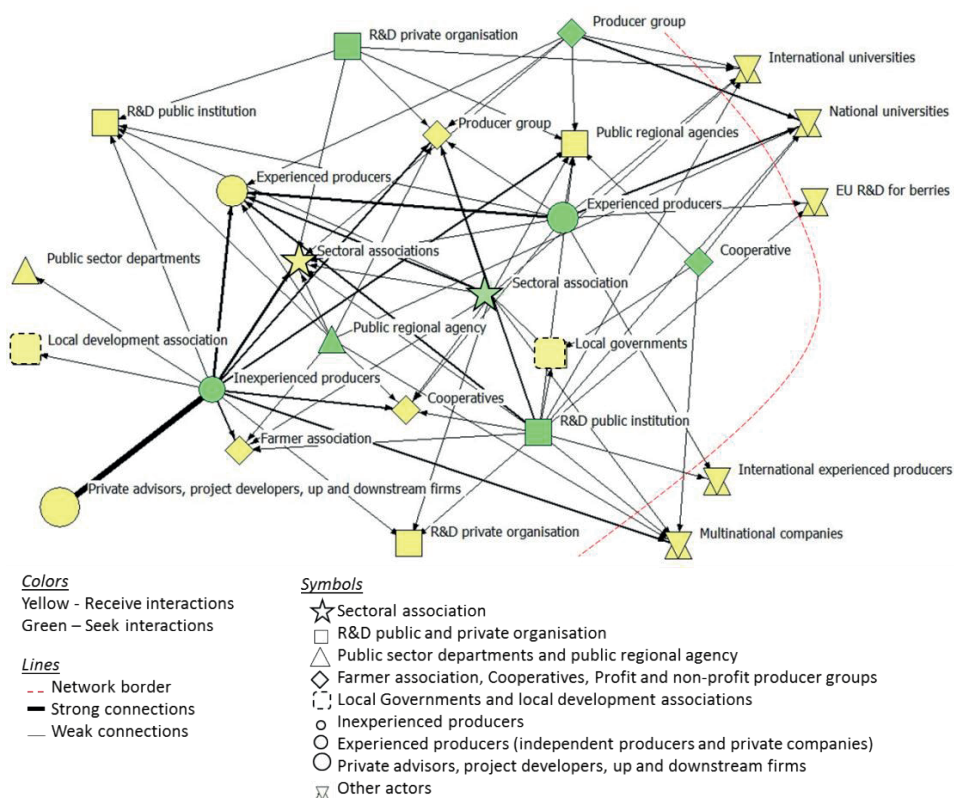 Producer group
R&D private organisation
International universities
R&D public institution
National universities
Producer group
Public regional agencies
Experienced producers
EU R&D for berries
Experienced producers
Cooperative
Sectoral associations
Public sector departments
Sectoral association
Public regional agency
Local development association
Local governments
Inexperienced producers
Cooperatives
R&D public institution
Farmer association
International experienced producers
Private advisors, project developers, up and downstream firms
R&D private organisation
Multinational companies
Colors
Yellow - Receive interactions
Green – Seek interactions
Lines
Network border
Strong connections
Weak connections
Symbols
Sectoral association
R&D public and private organisation
Public sector departments and public regional agency
Farmer association, Cooperatives, Profit and non-profit producer groups
Local Governments and local development associations
Inexperienced producers
Experienced producers (independent producers and private companies)
Private advisors, project developers, up and downstream firms
Other actors